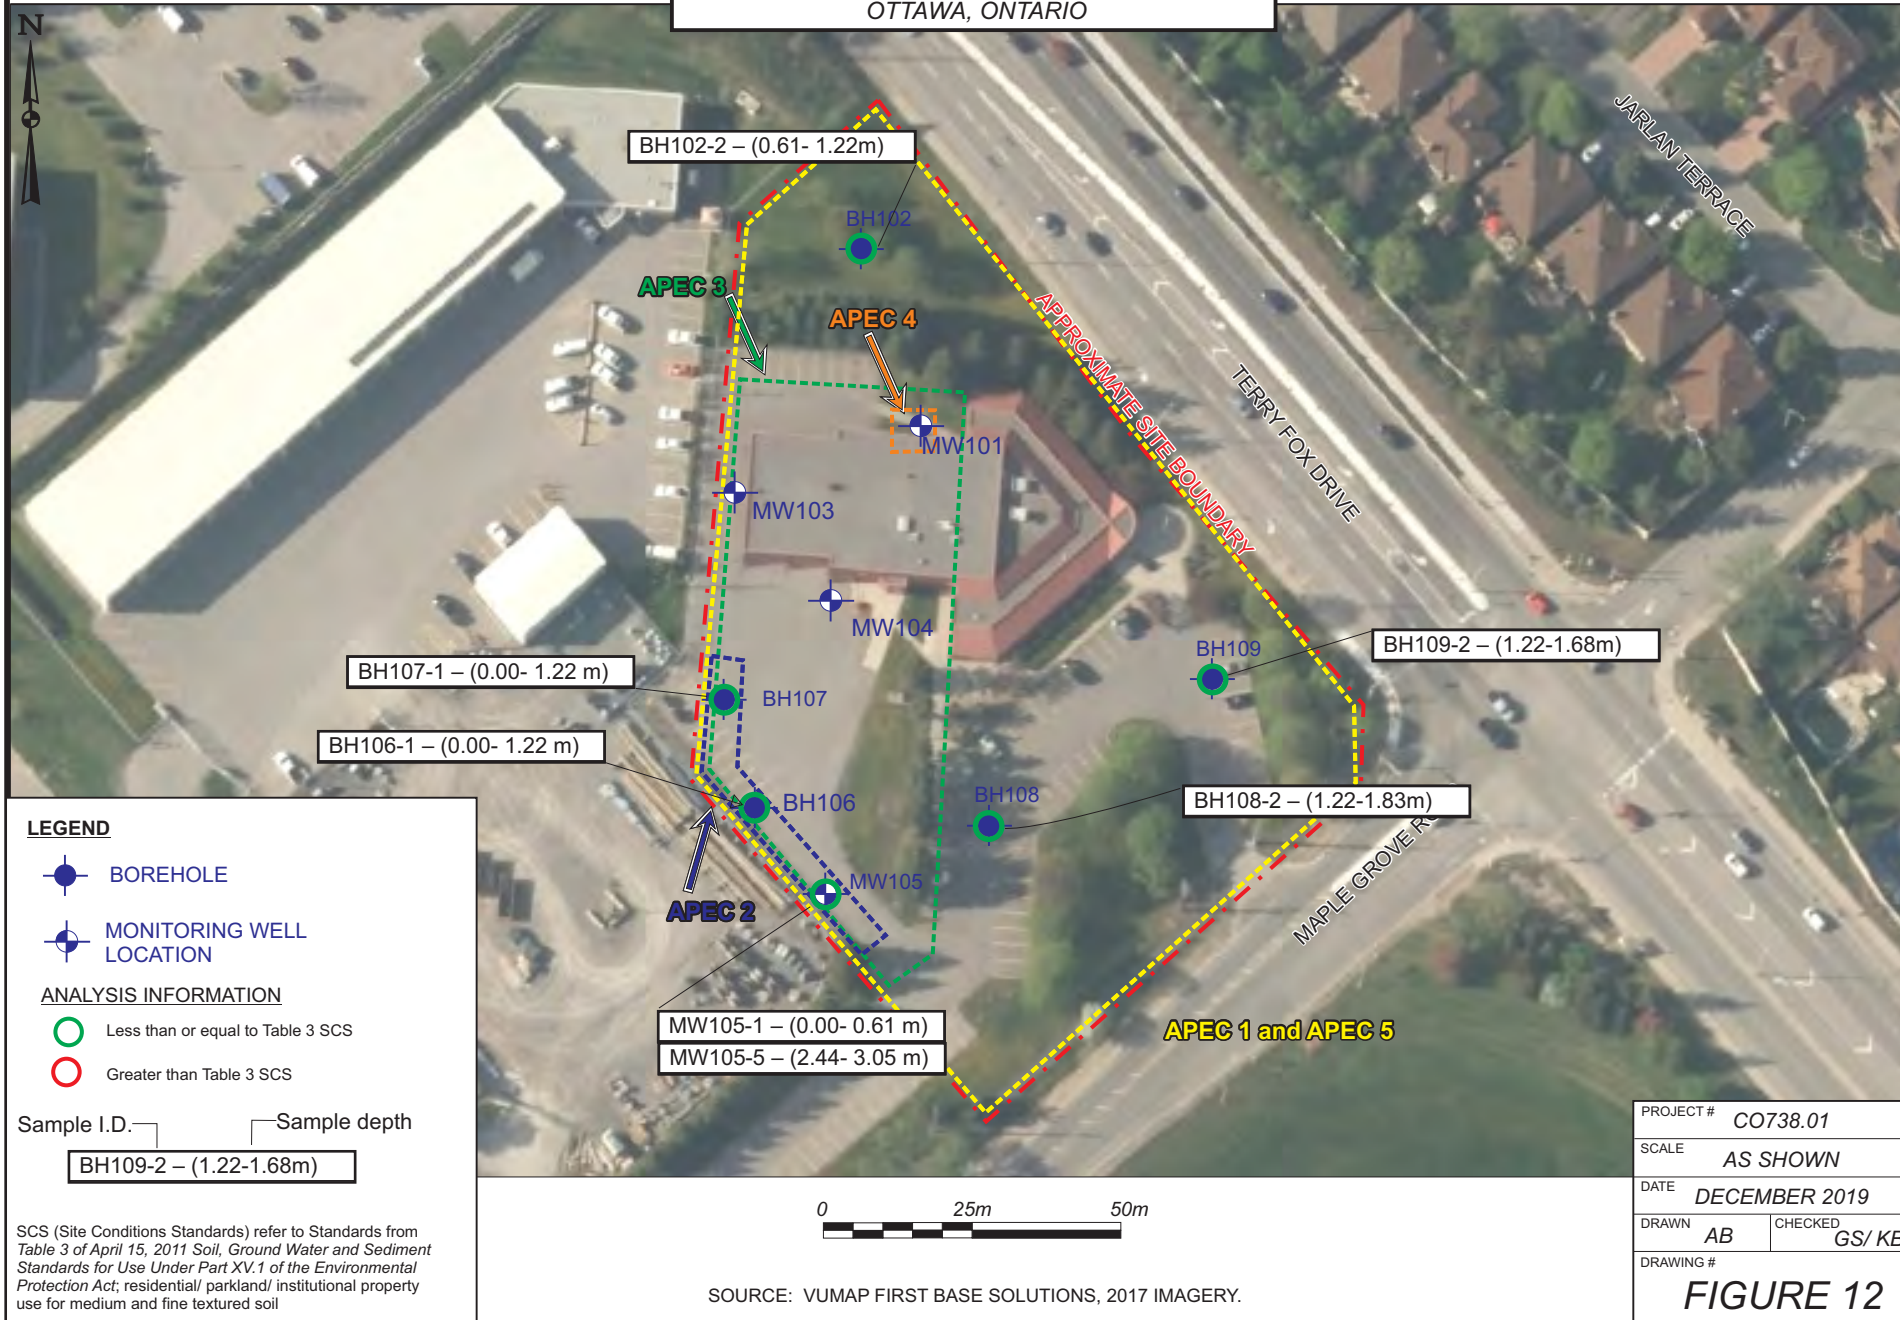 OTTAWA, ONTARIO
N
BH102-2 – (0.61- 1.22m)
JARLAN TERRACE
BH102
APEC 3
APEC 4
APPROXIMATE SITE BOUNDARY
TERRY FOX DRIVE
MW101
MW103
MW104
BH109
BH109-2 – (1.22-1.68m)
BH107-1 – (0.00- 1.22 m)
BH107
BH106-1 – (0.00- 1.22 m)
BH106
BH108
BH108-2 – (1.22-1.83m)
MAPLE GROVE
MW105
APEC 2
MW105-1 – (0.00- 0.61 m)
MW105-5 – (2.44- 3.05 m)
APEC 1 and APEC 5
LEGEND
BOREHOLE
MONITORING WELL
LOCATION
ANALYSIS INFORMATION
Less than or equal to Table 3 SCS
Greater than Table 3 SCS
Sample I.D.
Sample depth
BH109-2 – (1.22-1.68m)
SCS (Site Conditions Standards) refer to Standards from
Table 3 of April 15, 2011 Soil, Ground Water and Sediment
Standards for Use Under Part XV.1 of the Environmental
Protection Act; residential/ parkland/ institutional property
use for medium and fine textured soil
0 25m 50m
SOURCE: VUMAP FIRST BASE SOLUTIONS, 2017 IMAGERY.
PROJECT # CO738.01
SCALE AS SHOWN
DATE DECEMBER 2019
DRAWN AB CHECKED GS/
DRAWING #
FIGURE 12